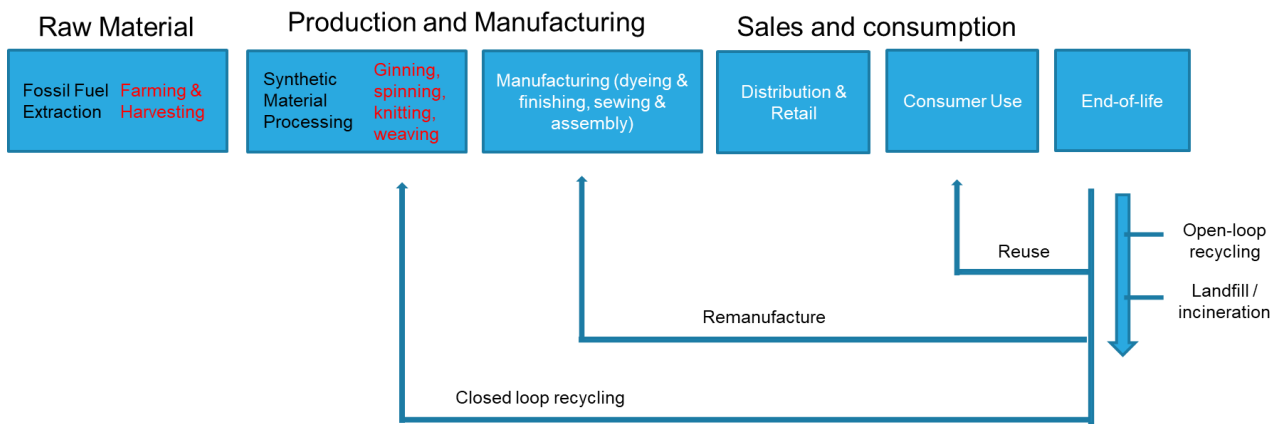 Raw Material
Production and Manufacturing
Sales and consumption
Fossil Fuel
Extraction
Farming &
Harvesting
Synthetic
Material
Processing
Ginning,
spinning,
knitting,
weaving
Manufacturing (dyeing &
finishing, sewing &
assembly)
Distribution &
Retail
Consumer Use
End-of-life
Open-loop
recycling
Reuse
Landfill /
incineration
Remanufacture
Closed loop recycling